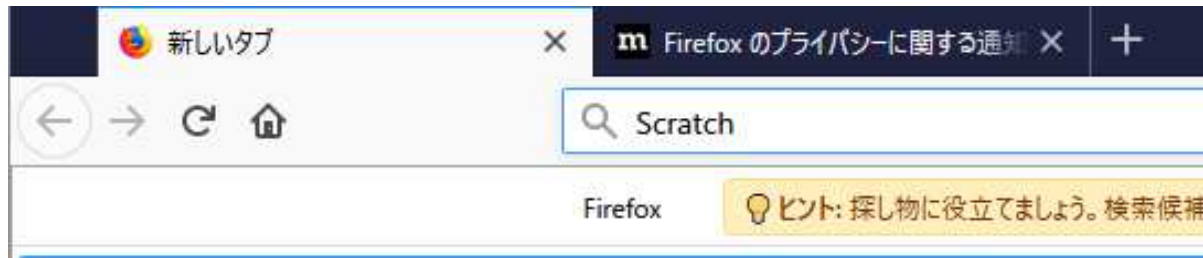 新しいタブ
m Firefox のプライバシーに関する通知
Scratch
Firefox
ヒント: 探し物に役立てましょう。検索候補